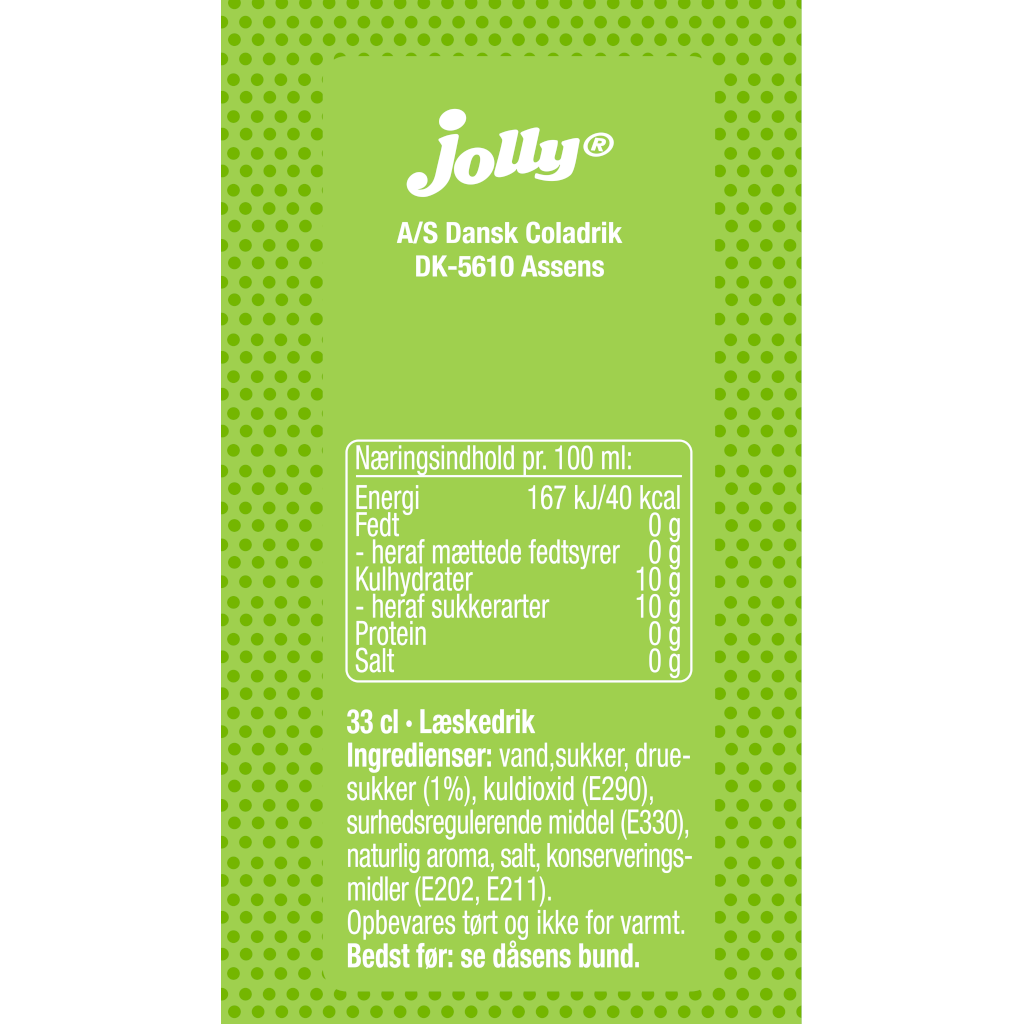 jolly®
A/S Dansk Coladrik
DK-5610 Assens
Næringsindhold pr. 100 ml:
Energi 167 kJ/40 kcal
Fedt 0 g
- heraf mættede fedtsyrer 0 g
Kulhydrater 10 g
- heraf sukkerarter 10 g
Protein 0 g
Salt 0 g
33 cl • Læskedrik
Ingredienser: vand,sukker, drue-
sukker (1%), kuldioxid (E290),
surhedsregulerende middel (E330),
naturlig aroma, salt, konserverings-
midler (E202, E211).
Opbevares tørt og ikke for varmt.
Bedst før: se dåsens bund.